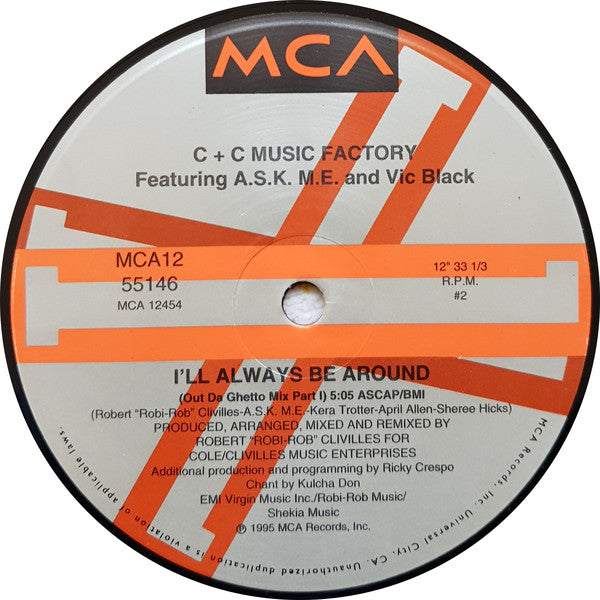 MCA
C + C MUSIC FACTORY
Featuring A.S.K. M.E. and Vic Black
MCA12
55146
MCA 12454
12" 33 1/3
R.P.M.
#2
I'LL ALWAYS BE AROUND
(Out Da Ghetto Mix Part I) 5:05 ASCAP/BMI
(Robert "Robi-Rob" Clivilles-A.S.K. M.E.-Kera Trotter-April Allen-Sheree Hicks)
PRODUCED, ARRANGED, MIXED AND REMIXED BY
ROBERT "ROBI-ROB" CLIVILLES FOR
COLE/CLIVILLES MUSIC ENTERPRISES
Additional production and programming by Ricky Crespo
Chant by Kulcha Don
EMI Virgin Music Inc./Robi-Rob Music/
Shekia Music
℗ 1995 MCA Records, Inc.
MCA Records, Inc. Universal City, CA. Unauthorized duplication is a violation of applicable laws.